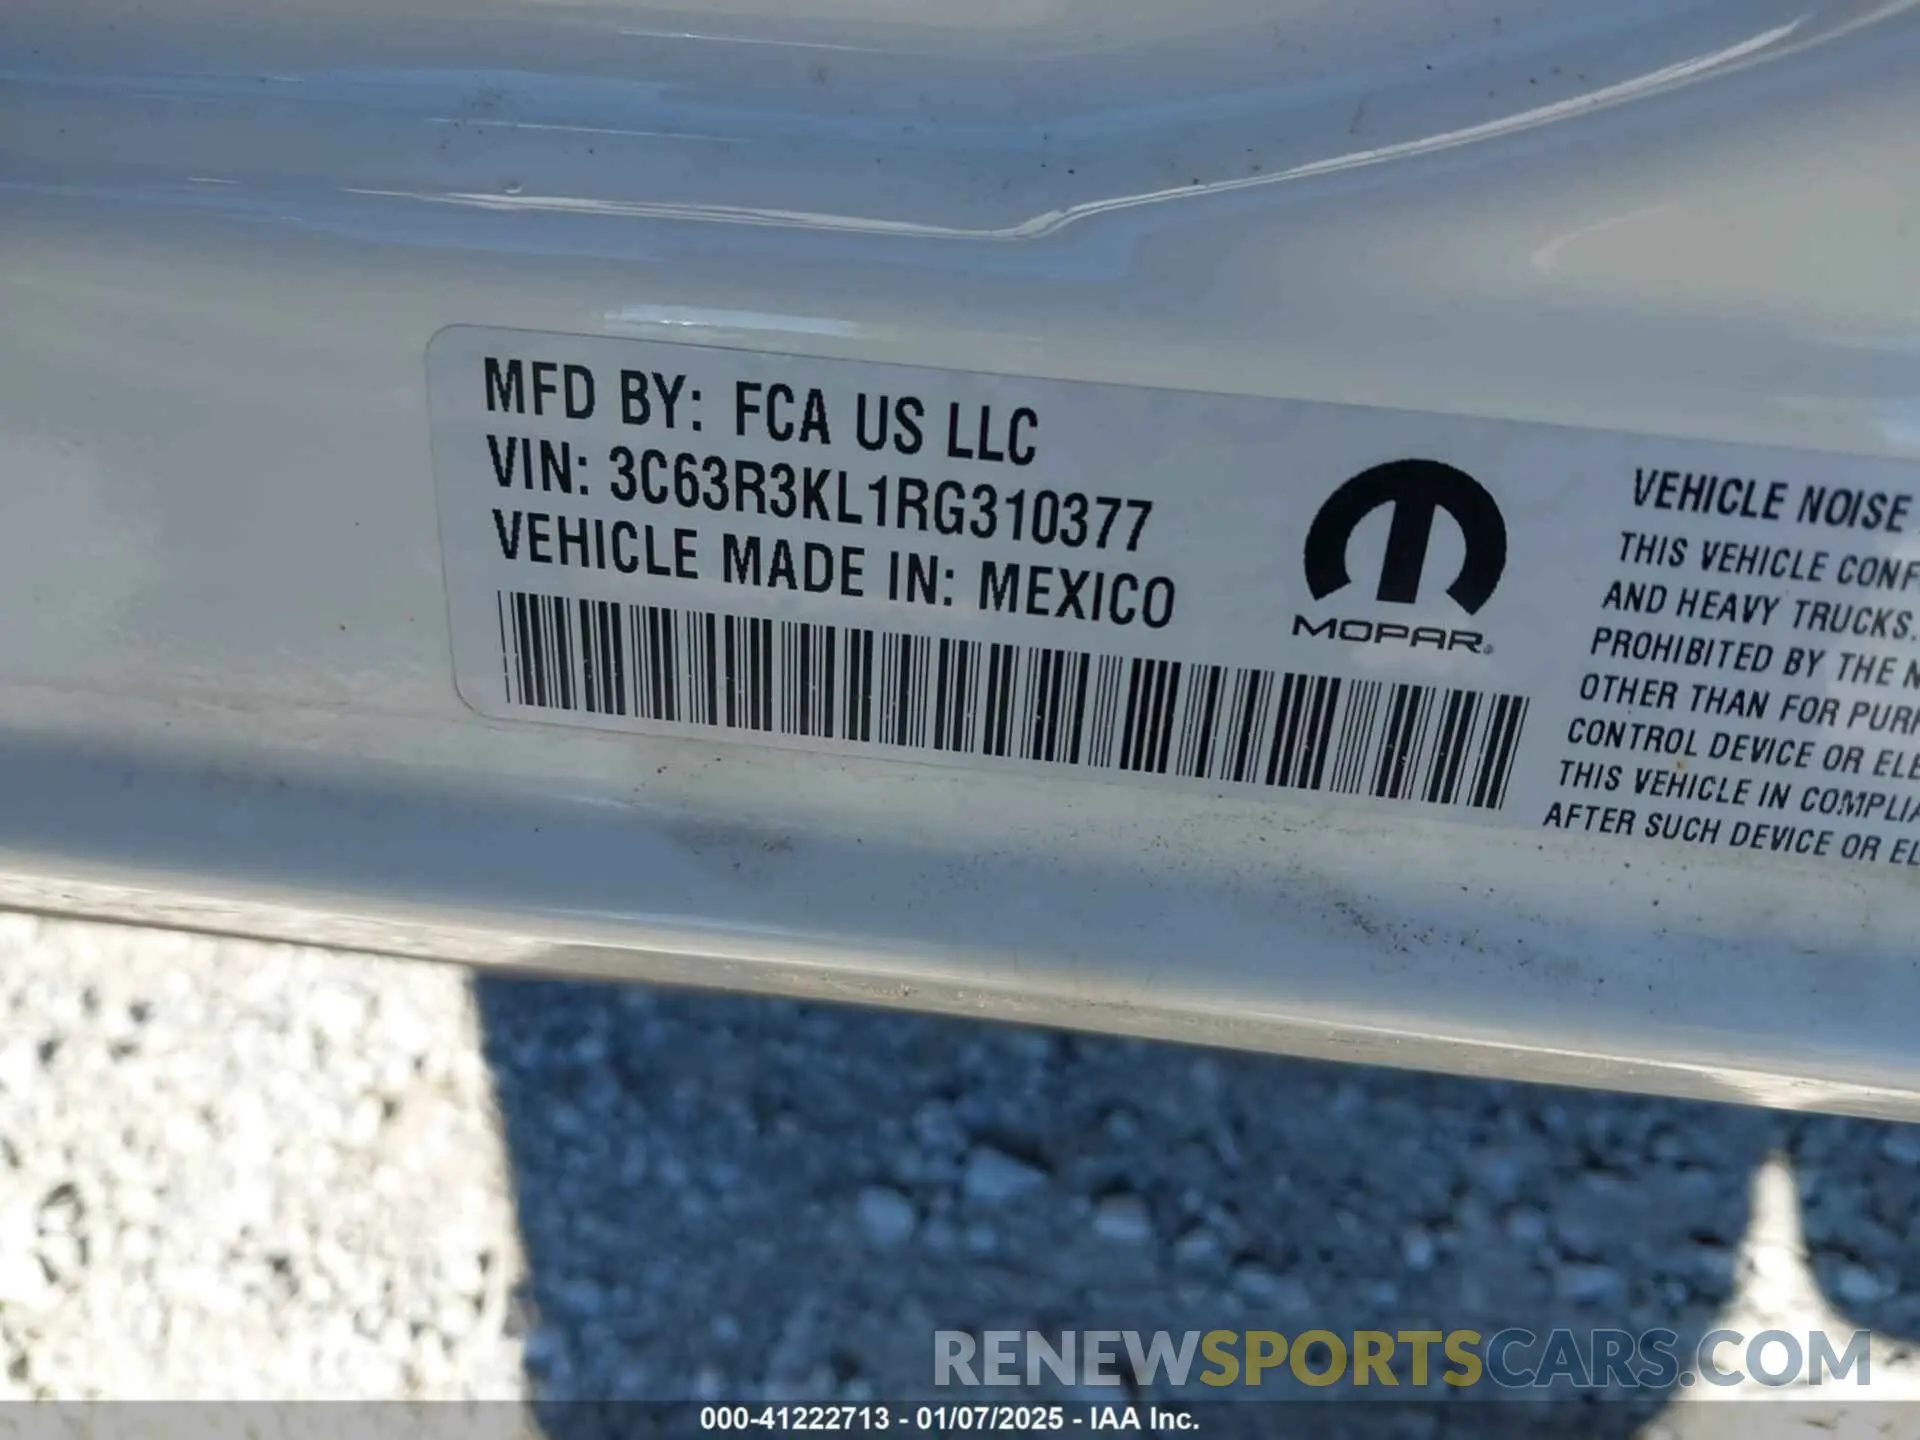 MFD BY: FCA US LLC
VIN: 3C63R3KL1RG310377
VEHICLE MADE IN: MEXICO
MOPAR
VEHICLE NOISE
THIS VEHICLE CONF
AND HEAVY TRUCKS.
PROHIBITED BY THE N
OTHER THAN FOR PUR
CONTROL DEVICE OR ELE
THIS VEHICLE IN COMPLIA
AFTER SUCH DEVICE OR EL
RENEWSPORTSCARS.COM
000-41222713 - 01/07/2025 - IAA Inc.